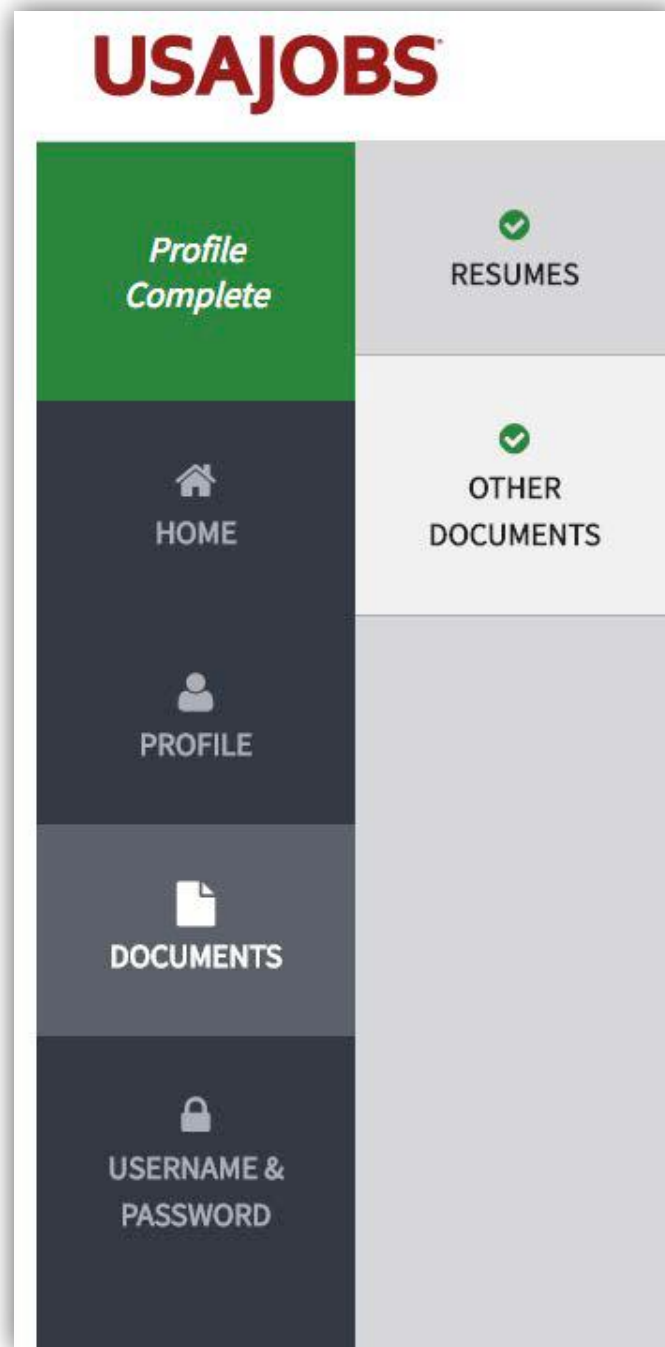 USAJOBS
Profile
Complete
HOME
PROFILE
DOCUMENTS
USERNAME &
PASSWORD
RESUMES
OTHER
DOCUMENTS